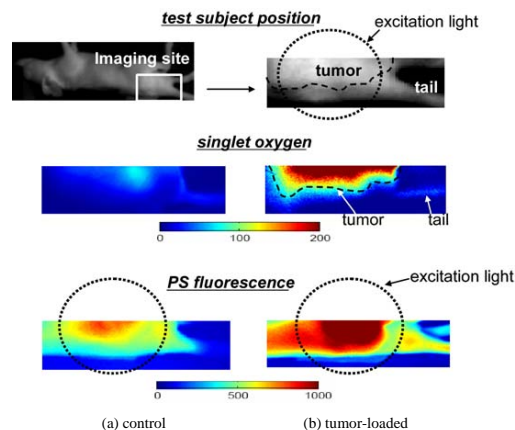 test subject position
excitation light
Imaging site
tumor
tail
singlet oxygen
tumor
tail
0 100 200
PS fluorescence
excitation light
0 500 1000
(a) control (b) tumor-loaded